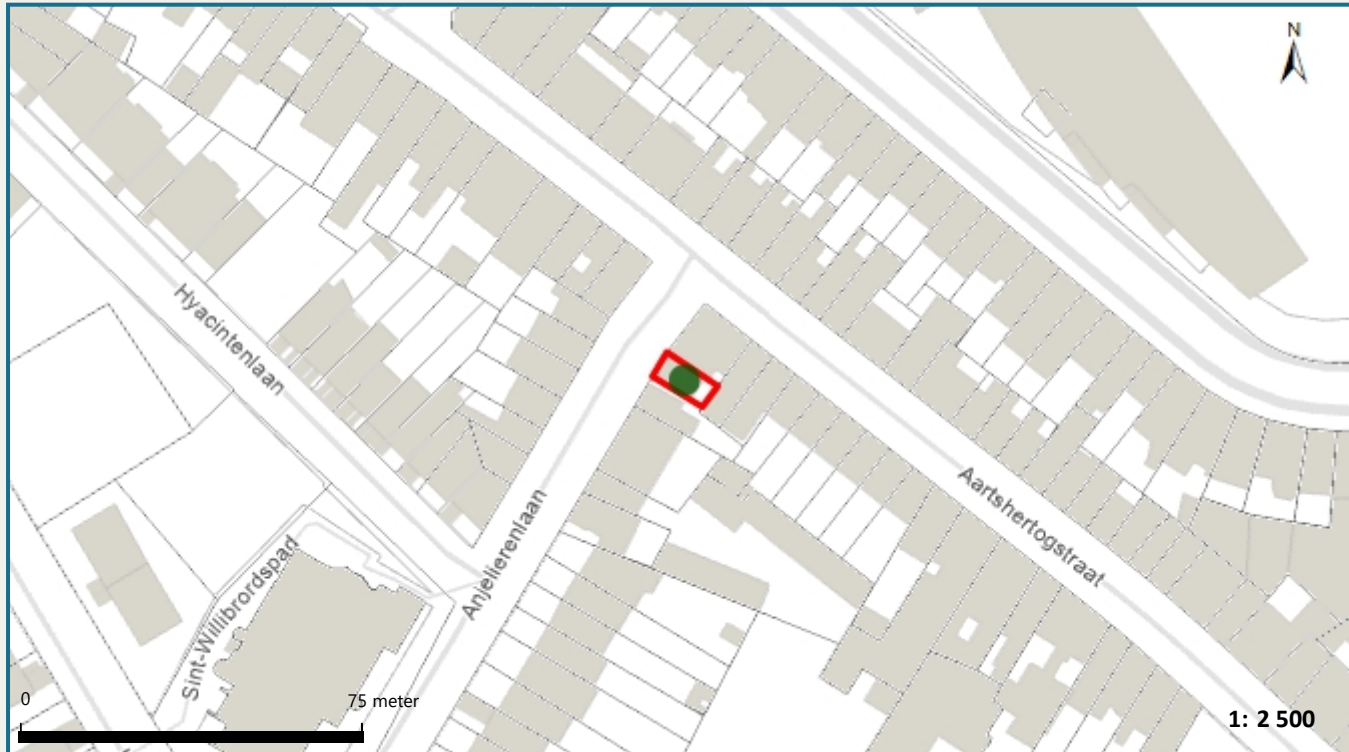 N
Hyacintenlaan
Aartshertogstraat
Anjelierenlaan
Sint-Willibrordspad
0
75 meter
1: 2 500